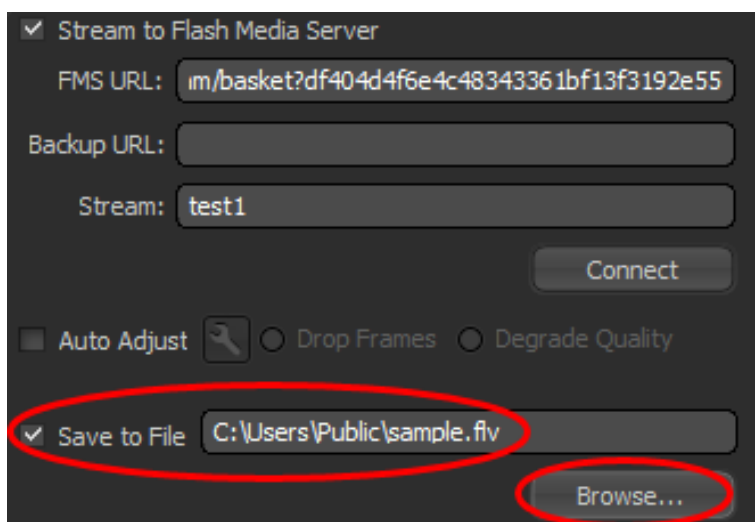 Stream to Flash Media Server
FMS URL: m/basket?df404d4f6e4c48343361bf13f3192e55
Backup URL:
Stream: test1
Connect
Auto Adjust Drop Frames Degrade Quality
Save to File C:\Users\Public\sample.flv
Browse...